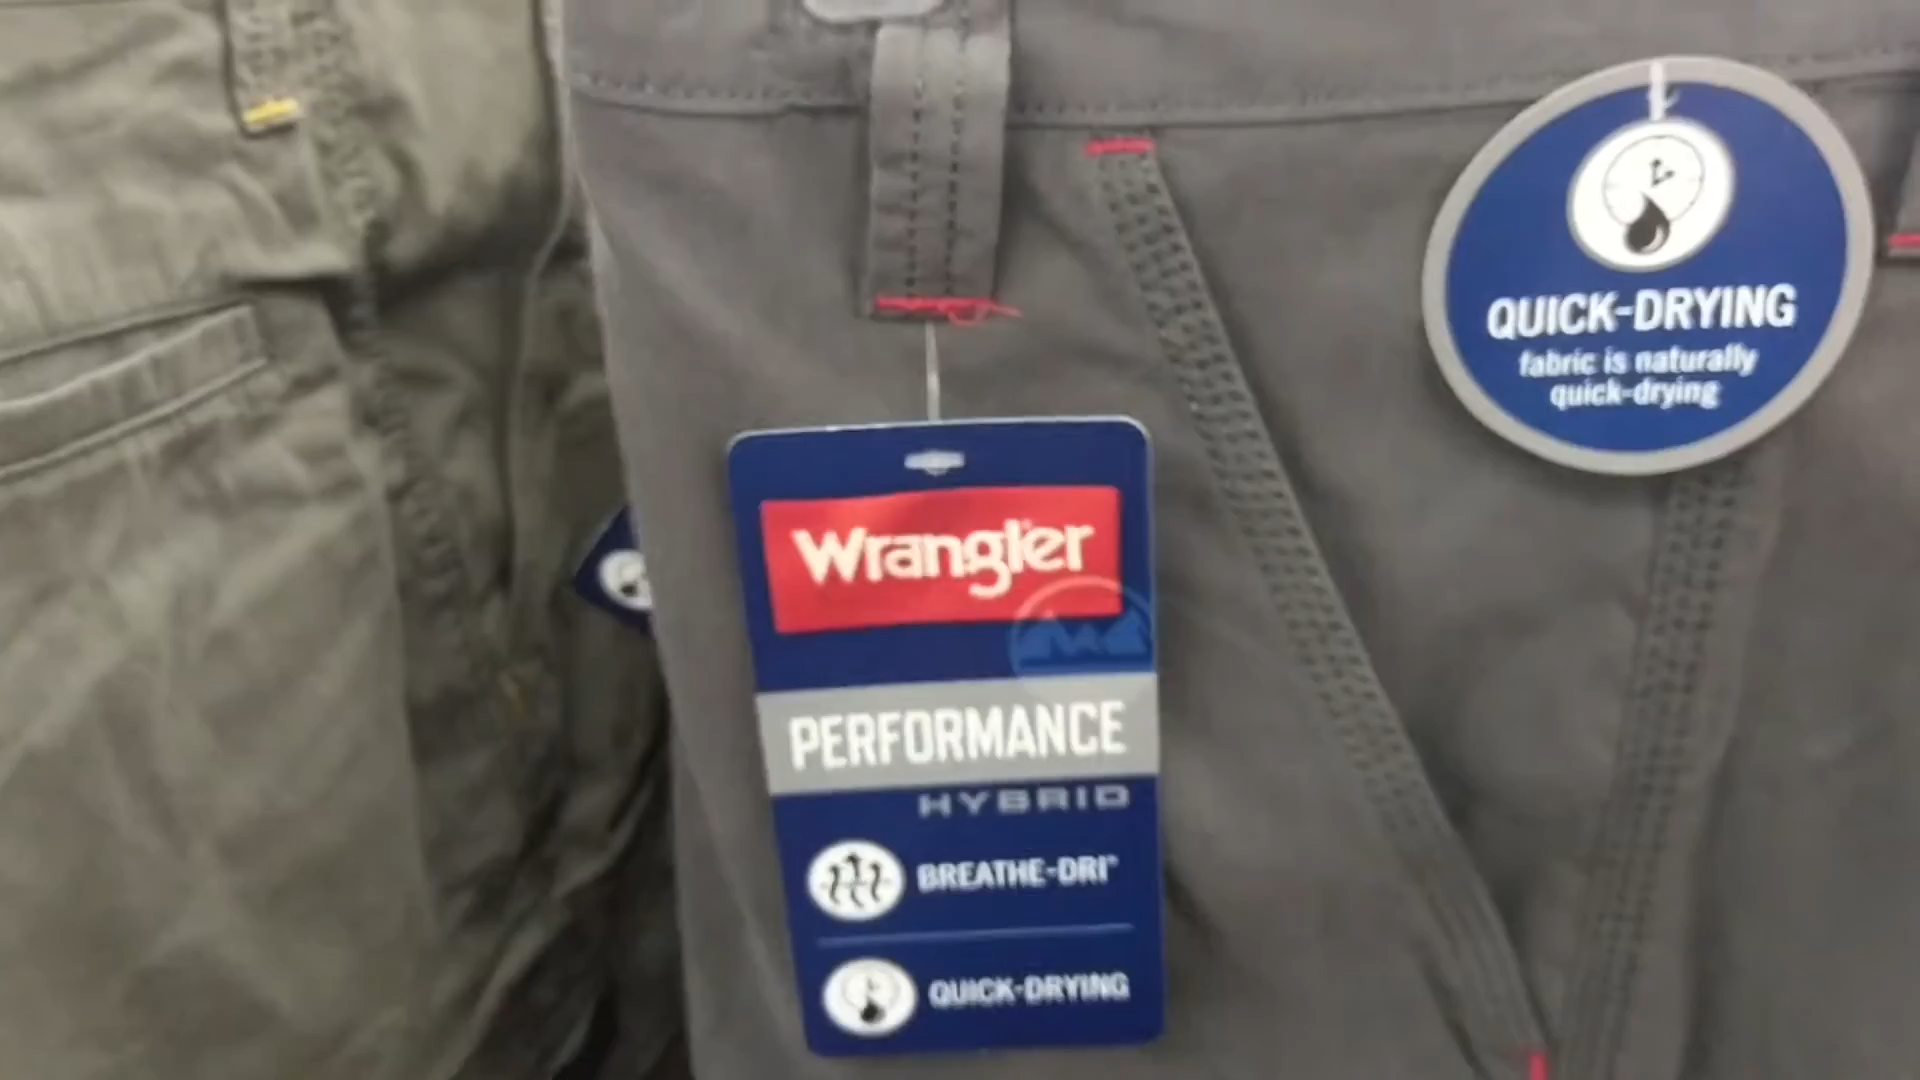 QUICK-DRYING
fabric is naturally
quick-drying
Wrangler
PERFORMANCE
HYBRID
BREATHE-DRI®
QUICK-DRYING